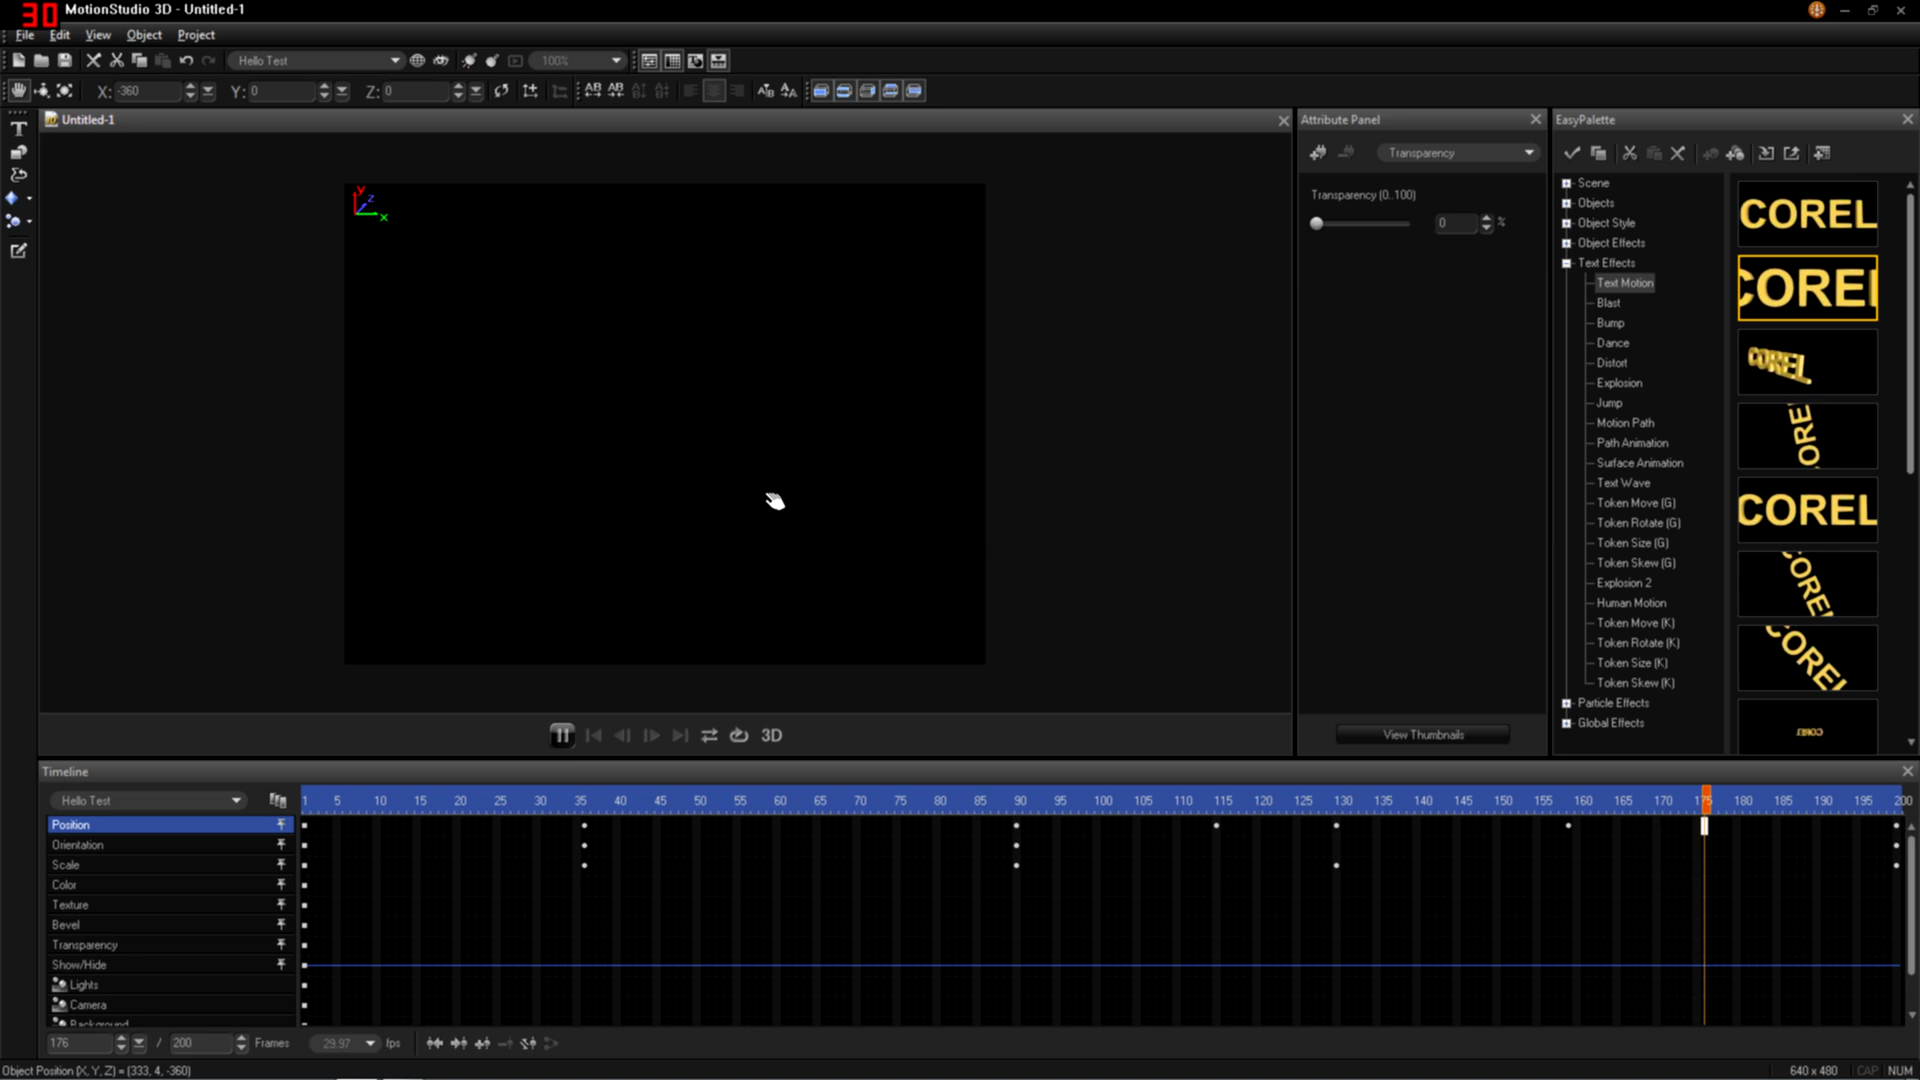 3D MotionStudio 3D - Untitled-1
File Edit View Object Project
Hello Test 100%
X: -360 Y: 0 Z: 0
Untitled-1
Attribute Panel
EasyPalette
Transparency
Transparency (0..100)
0 %
View Thumbnails
Scene
Objects
Object Style
Object Effects
Text Effects
Text Motion
Blast
Bump
Dance
Distort
Explosion
Jump
Motion Path
Path Animation
Surface Animation
Text Wave
Token Move (G)
Token Rotate (G)
Token Size (G)
Token Skew (G)
Explosion 2
Human Motion
Token Move (K)
Token Rotate (K)
Token Size (K)
Token Skew (K)
Particle Effects
Global Effects
COREL
COREL
COREL
OREL
COREL
COREL
COREL
COREL
y z x
3D
Timeline
Hello Test
1 5 10 15 20 25 30 35 40 45 50 55 60 65 70 75 80 85 90 95 100 105 110 115 120 125 130 135 140 145 150 155 160 165 170 175 180 185 190 195 200
Position
Orientation
Scale
Color
Texture
Bevel
Transparency
Show/Hide
Lights
Camera
Background
176 / 200 Frames 29.97 fps
Object Position (X, Y, Z) = (333, 4, -360)
640 x 480 CAP NUM